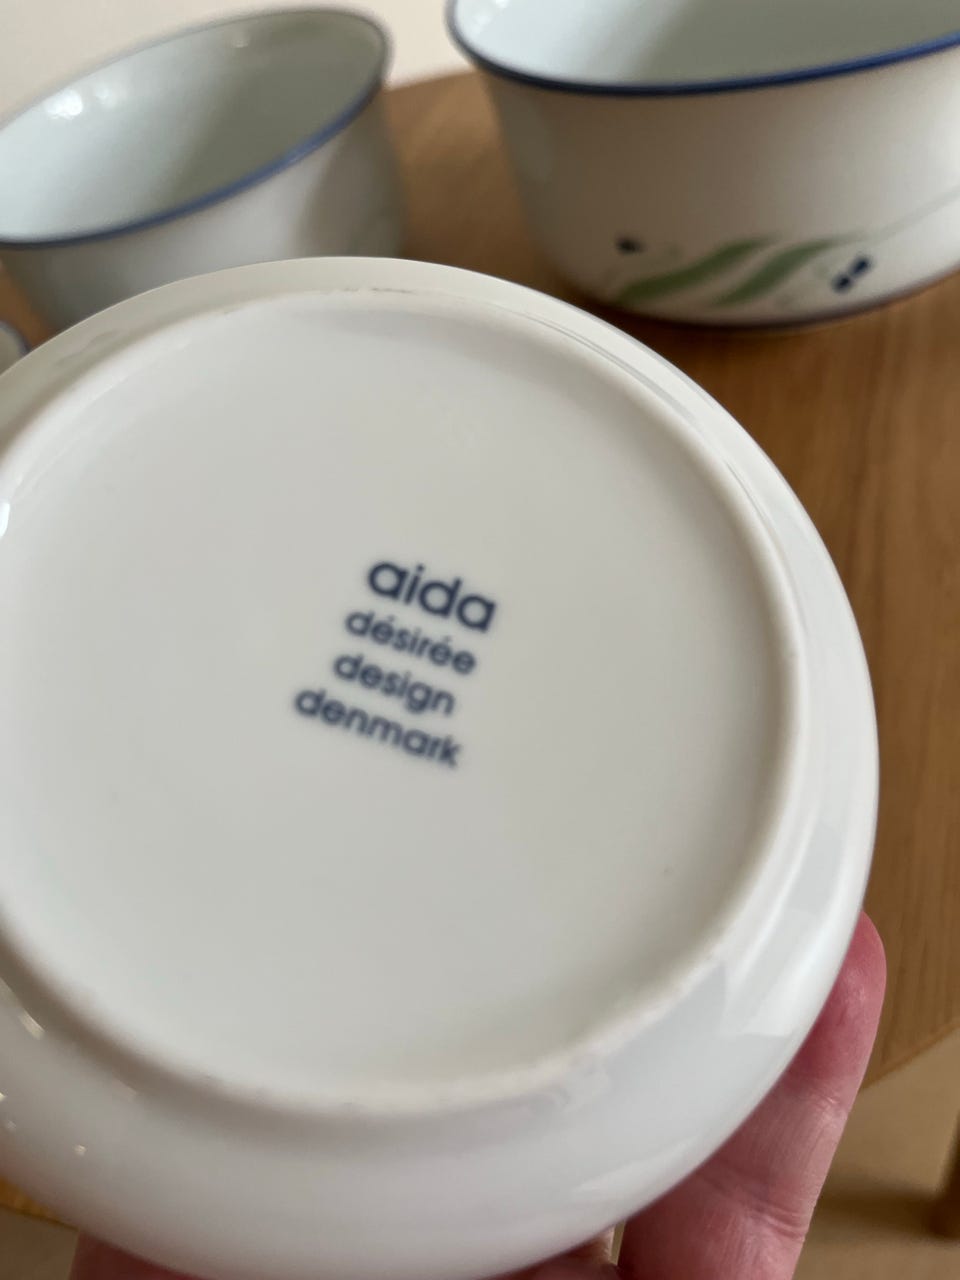 aida
désirée
design
denmark